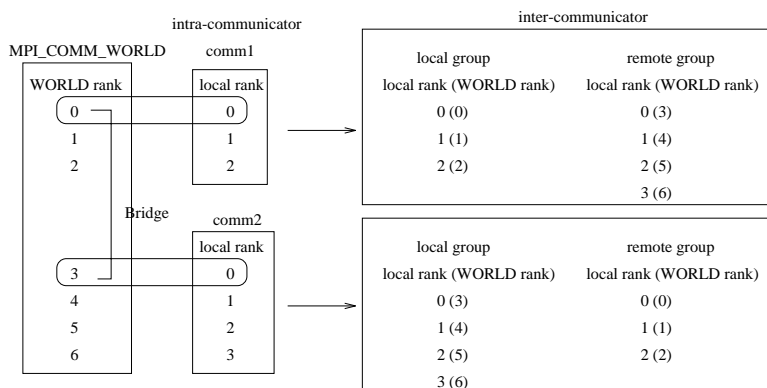 intra-communicator
inter-communicator
MPI_COMM_WORLD
comm1
WORLD rank
local rank
0
0
1
1
2
2
local group
remote group
local rank (WORLD rank)
local rank (WORLD rank)
0 (0)
0 (3)
1 (1)
1 (4)
2 (2)
2 (5)
3 (6)
Bridge
comm2
local rank
3
0
4
1
5
2
6
3
local group
remote group
local rank (WORLD rank)
local rank (WORLD rank)
0 (3)
0 (0)
1 (4)
1 (1)
2 (5)
2 (2)
3 (6)